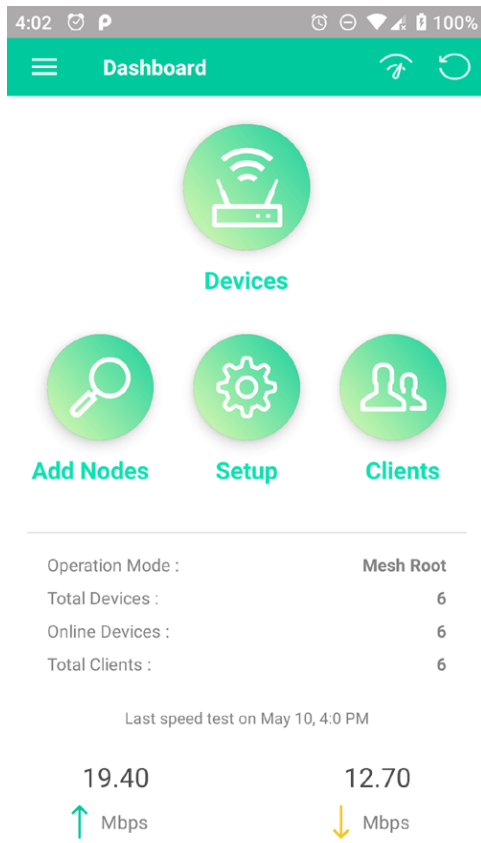 4:02 100%
Dashboard
Devices
Add Nodes Setup Clients
Operation Mode : Mesh Root
Total Devices : 6
Online Devices : 6
Total Clients : 6
Last speed test on May 10, 4:0 PM
19.40 12.70
Mbps Mbps